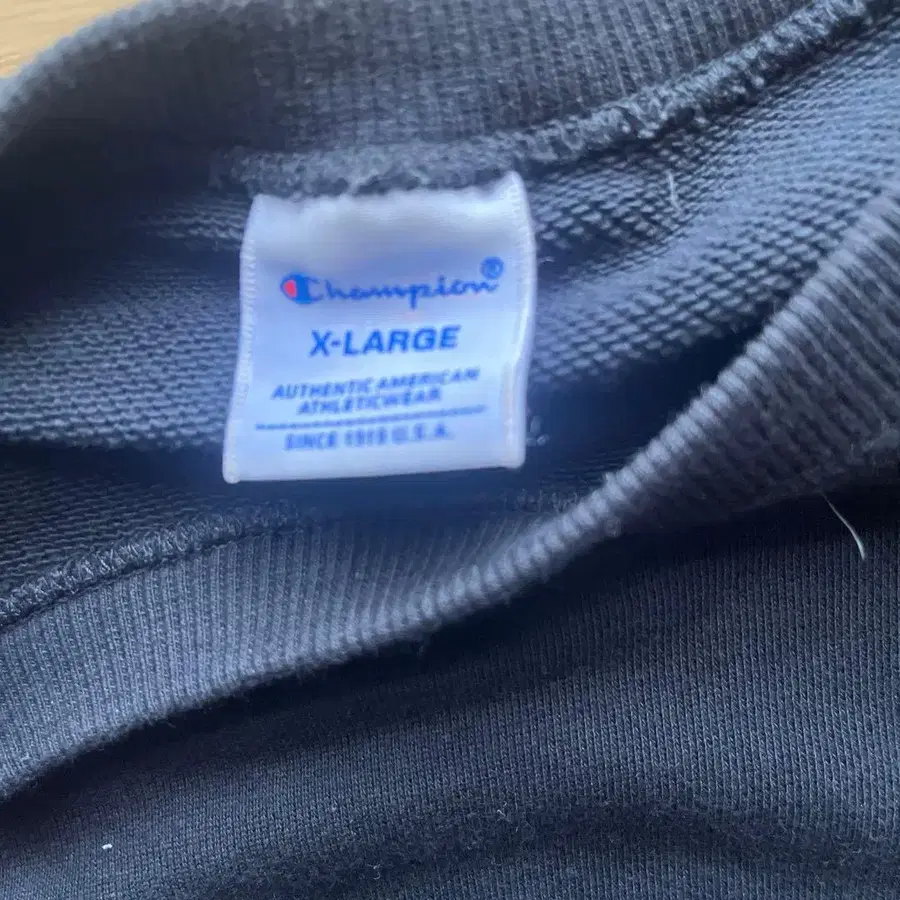 Champion®
X-LARGE
AUTHENTIC AMERICAN
ATHLETICWEAR
SINCE 1919 U.S.A.